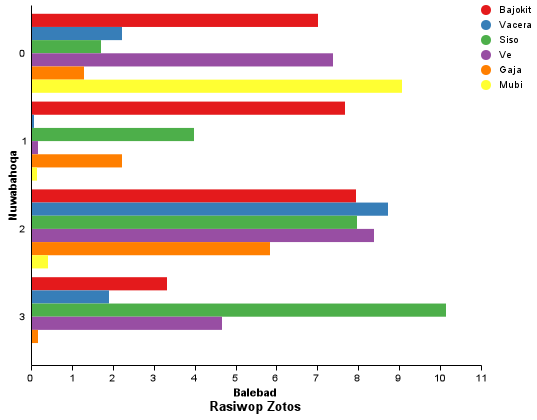 Bajokit
Vacera
Siso
Ve
Gaja
Mubi
Nuwabahoqa
0
1
2
3
0 1 2 3 4 5 6 7 8 9 10 11
Balebad
Rasiwop Zotos